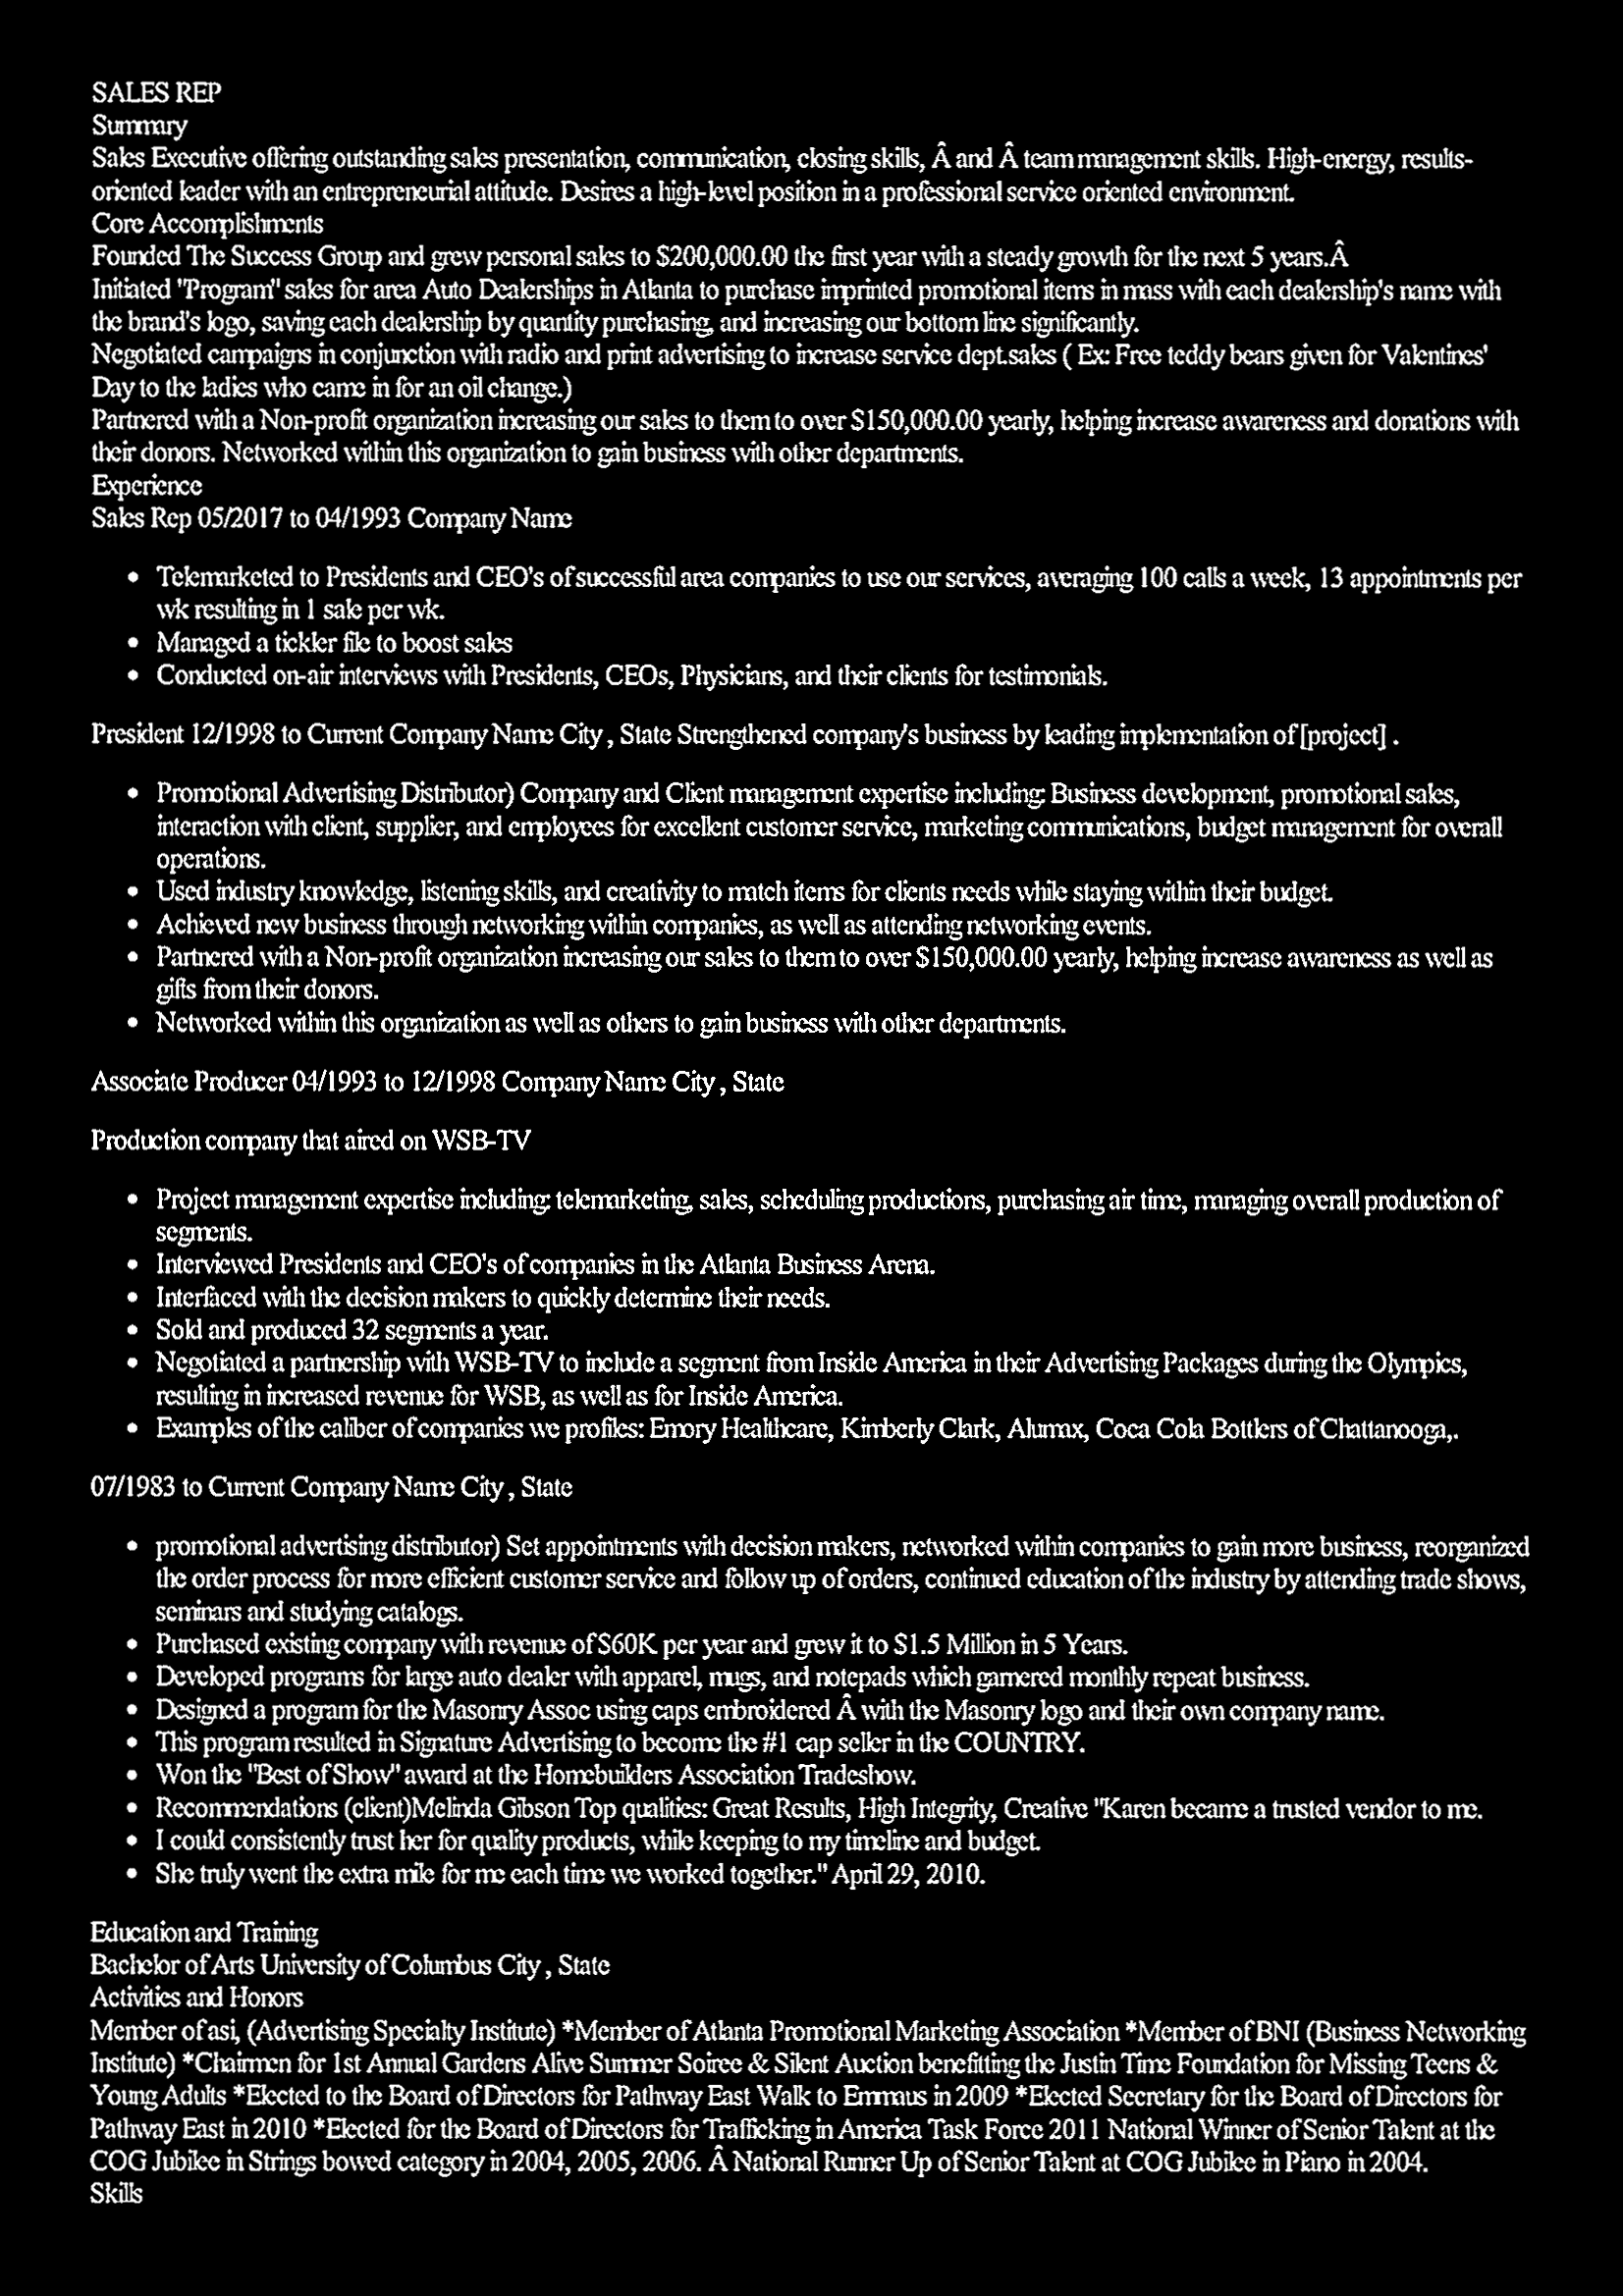 SALES REP
Summary
Sales Executive offering outstanding sales presentation, communication, closing skills, Â and Â team management skills. High-energy, results-
oriented leader with an entrepreneurial attitude. Desires a high-level position in a professional service oriented environment.
Core Accomplishments
Founded The Success Group and grew personal sales to $200,000.00 the first year with a steady growth for the next 5 years.Â
Initiated "Program" sales for area Auto Dealerships in Atlanta to purchase imprinted promotional items in mass with each dealership's name with
the brand's logo, saving each dealership by quantity purchasing, and increasing our bottom line significantly.
Negotiated campaigns in conjunction with radio and print advertising to increase service dept.sales ( Ex: Free teddy bears given for Valentines'
Day to the ladies who came in for an oil change.)
Partnered with a Non-profit organization increasing our sales to them to over $150,000.00 yearly, helping increase awareness and donations with
their donors. Networked within this organization to gain business with other departments.
Experience
Sales Rep 05/2017 to 04/1993 Company Name
• Telemarketed to Presidents and CEO's of successful area companies to use our services, averaging 100 calls a week, 13 appointments per
wk resulting in 1 sale per wk.
• Managed a tickler file to boost sales
• Conducted on-air interviews with Presidents, CEOs, Physicians, and their clients for testimonials.
President 12/1998 to Current Company Name City , State Strengthened company's business by leading implementation of [project] .
• Promotional Advertising Distributor) Company and Client management expertise including: Business development, promotional sales,
interaction with client, supplier, and employees for excellent customer service, marketing communications, budget management for overall
operations.
• Used industry knowledge, listening skills, and creativity to match items for clients needs while staying within their budget.
• Achieved new business through networking within companies, as well as attending networking events.
• Partnered with a Non-profit organization increasing our sales to them to over $150,000.00 yearly, helping increase awareness as well as
gifts from their donors.
• Networked within this organization as well as others to gain business with other departments.
Associate Producer 04/1993 to 12/1998 Company Name City , State
Production company that aired on WSB-TV
• Project management expertise including: telemarketing, sales, scheduling productions, purchasing air time, managing overall production of
segments.
• Interviewed Presidents and CEO's of companies in the Atlanta Business Arena.
• Interfaced with the decision makers to quickly determine their needs.
• Sold and produced 32 segments a year.
• Negotiated a partnership with WSB-TV to include a segment from Inside America in their Advertising Packages during the Olympics,
resulting in increased revenue for WSB, as well as for Inside America.
• Examples of the caliber of companies we profiles: Emory Healthcare, Kimberly Clark, Alumax, Coca Cola Bottlers of Chattanooga,.
07/1983 to Current Company Name City , State
• promotional advertising distributor) Set appointments with decision makers, networked within companies to gain more business, reorganized
the order process for more efficient customer service and follow up of orders, continued education of the industry by attending trade shows,
seminars and studying catalogs.
• Purchased existing company with revenue of $60K per year and grew it to $1.5 Million in 5 Years.
• Developed programs for large auto dealer with apparel, mugs, and notepads which garnered monthly repeat business.
• Designed a program for the Masonry Assoc using caps embroidered Â with the Masonry logo and their own company name.
• This program resulted in Signature Advertising to become the #1 cap seller in the COUNTRY.
• Won the "Best of Show" award at the Homebuilders Association Tradeshow.
• Recommendations (client)Melinda Gibson Top qualities: Great Results, High Integrity, Creative "Karen became a trusted vendor to me.
• I could consistently trust her for quality products, while keeping to my timeline and budget.
• She truly went the extra mile for me each time we worked together." April 29, 2010.
Education and Training
Bachelor of Arts University of Columbus City , State
Activities and Honors
Member of asi, (Advertising Specialty Institute) *Member of Atlanta Promotional Marketing Association *Member of BNI (Business Networking
Institute) *Chairmen for 1st Annual Gardens Alive Summer Soiree & Silent Auction benefitting the Justin Time Foundation for Missing Teens &
Young Adults *Elected to the Board of Directors for Pathway East Walk to Emmaus in 2009 *Elected Secretary for the Board of Directors for
Pathway East in 2010 *Elected for the Board of Directors for Trafficking in America Task Force 2011 National Winner of Senior Talent at the
COG Jubilee in Strings bowed category in 2004, 2005, 2006. Â National Runner Up of Senior Talent at COG Jubilee in Piano in 2004.
Skills